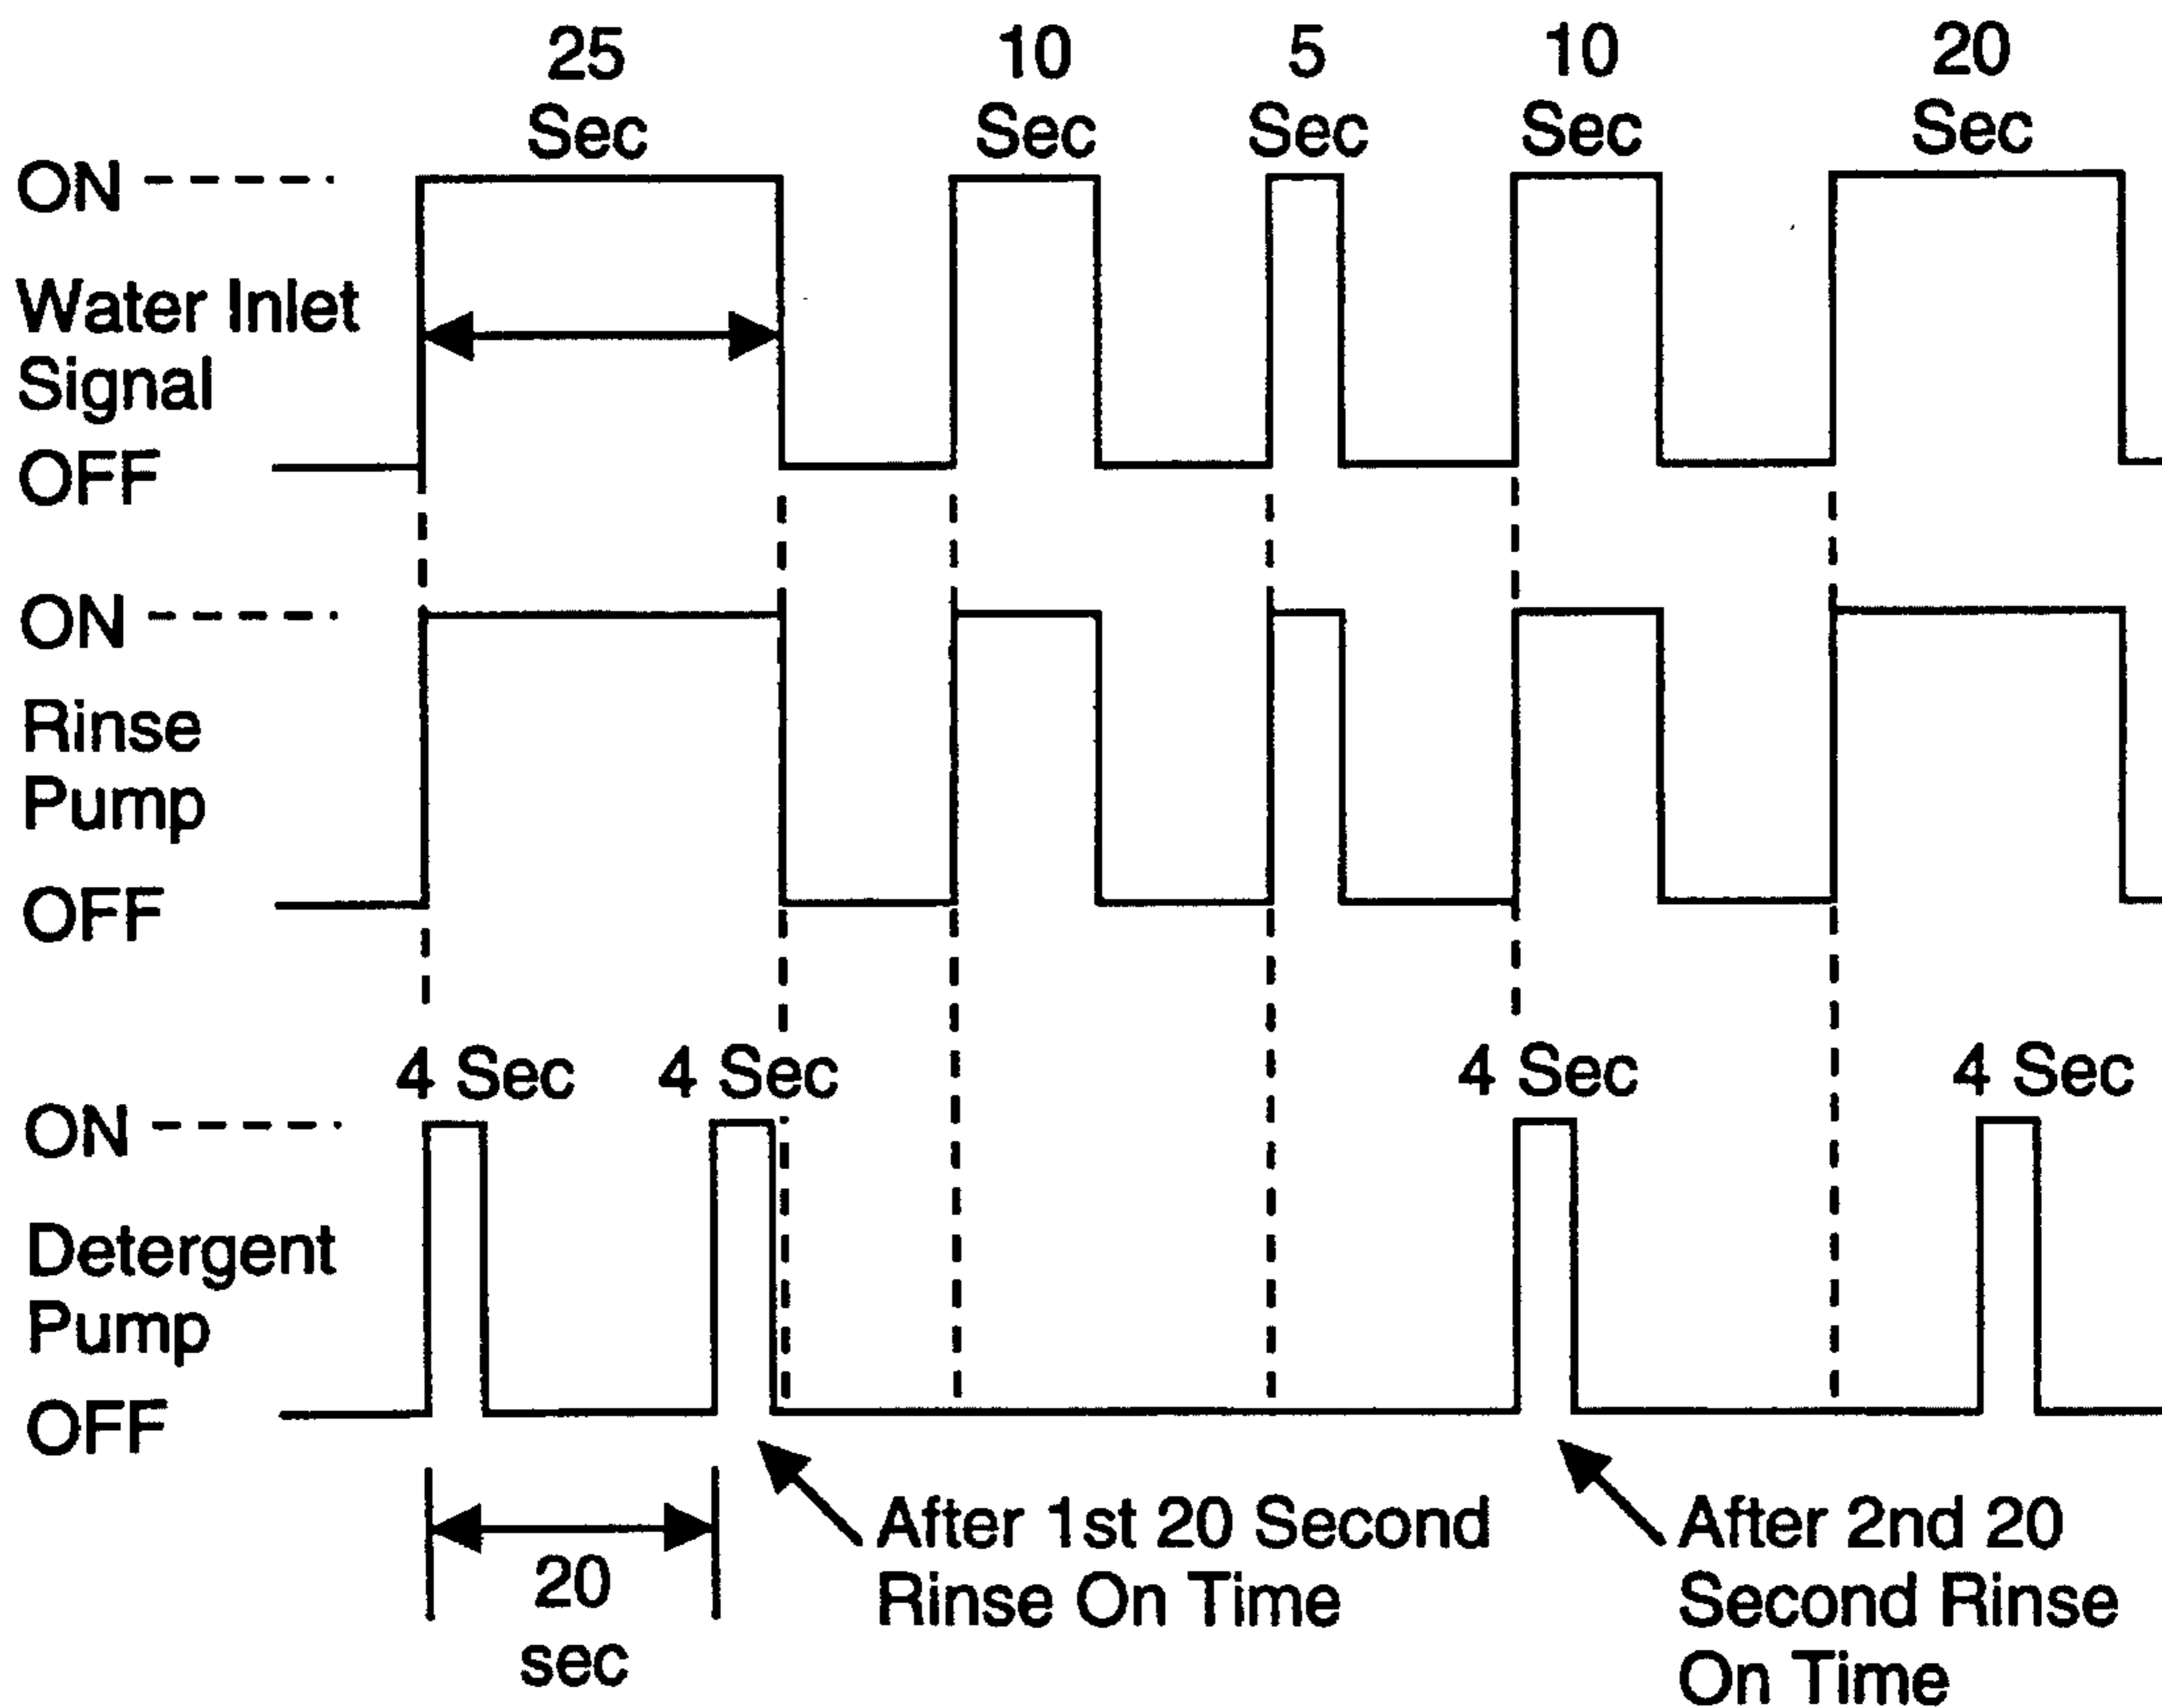 25
Sec
10
Sec
5
Sec
10
Sec
20
Sec
ON
Water Inlet
Signal
OFF
ON
Rinse
Pump
OFF
4 Sec
4 Sec
4 Sec
4 Sec
ON
Detergent
Pump
OFF
20
sec
After 1st 20 Second
Rinse On Time
After 2nd 20
Second Rinse
On Time